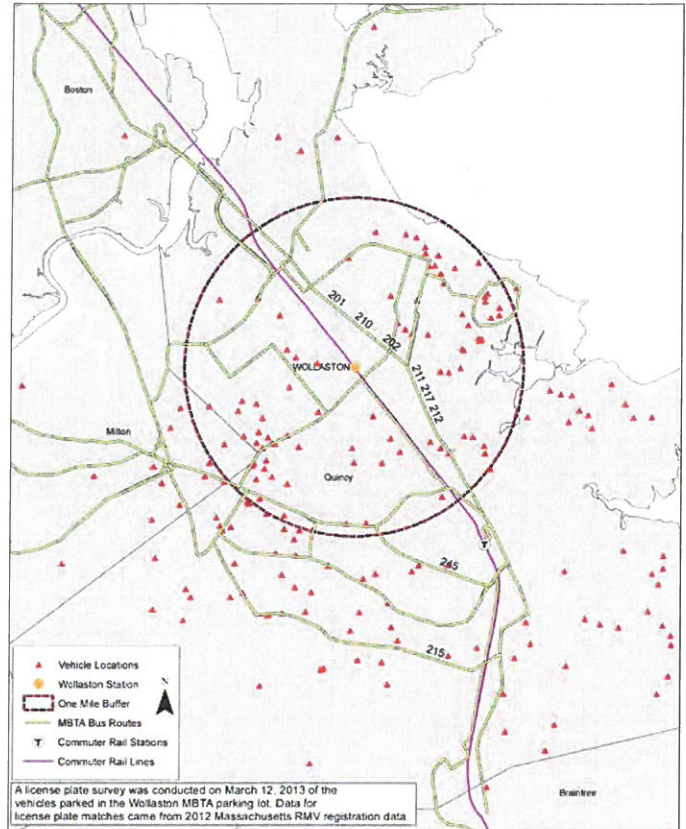 Boston
201
210
202
WOLLASTON
211 217 212
Milton
Quincy
245
215
Vehicle Locations
Wollaston Station
One Mile Buffer
MBTA Bus Routes
Commuter Rail Stations
Commuter Rail Lines
N
T
Braintree
A license plate survey was conducted on March 12, 2013 of the
vehicles parked in the Wollaston MBTA parking lot. Data for
license plate matches came from 2012 Massachusetts RMV registration data